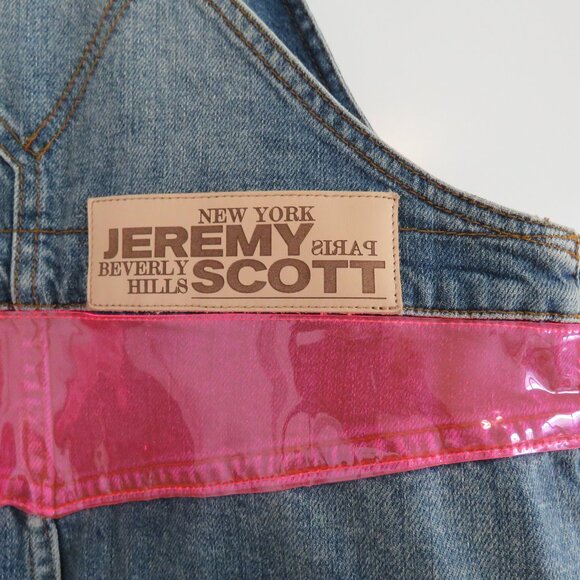 NEW YORK
JEREMY PARIS
BEVERLY HILLS SCOTT